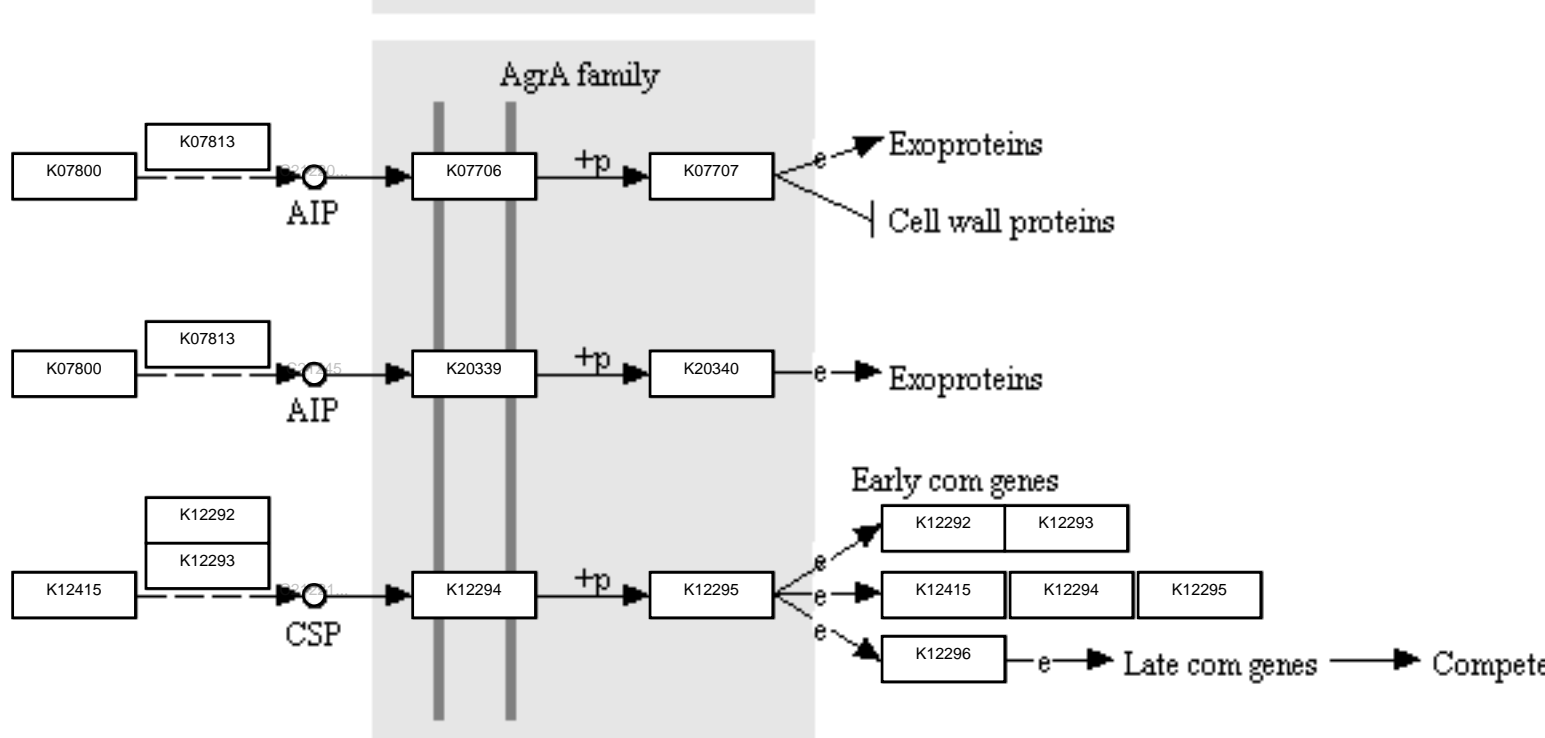 AgrA family
K07800
K07813
AIP
K07706
+p
K07707
e
Exoproteins
Cell wall proteins
K07800
K07813
AIP
K20339
+p
K20340
e
Exoproteins
K12415
K12292
K12293
CSP
K12294
+p
K12295
Early com genes
e
K12292
K12293
e
K12415
K12294
K12295
e
K12296
e
Late com genes
Compete